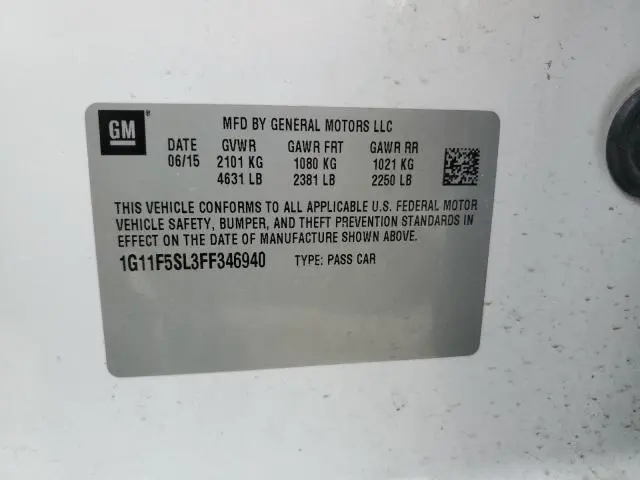 GM®
MFD BY GENERAL MOTORS LLC
DATE GVWR GAWR FRT GAWR RR
06/15 2101 KG 1080 KG 1021 KG
4631 LB 2381 LB 2250 LB
THIS VEHICLE CONFORMS TO ALL APPLICABLE U.S. FEDERAL MOTOR
VEHICLE SAFETY, BUMPER, AND THEFT PREVENTION STANDARDS IN
EFFECT ON THE DATE OF MANUFACTURE SHOWN ABOVE.
1G11F5SL3FF346940 TYPE: PASS CAR